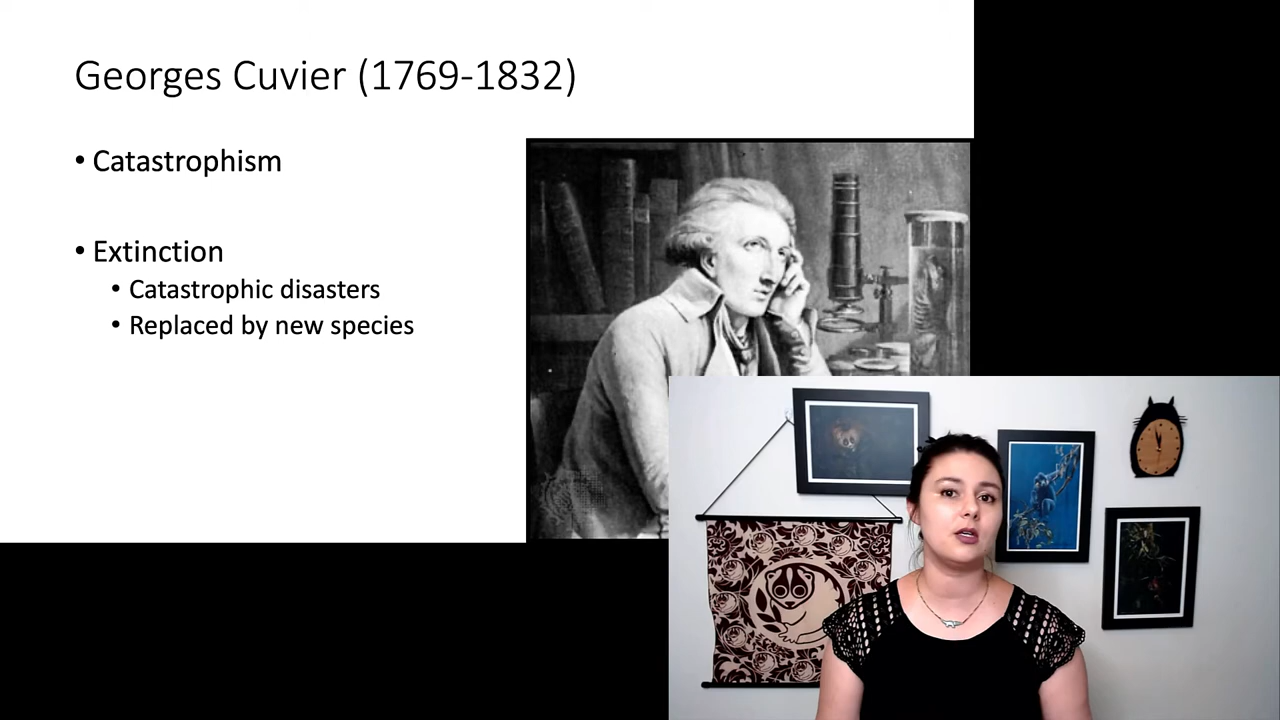 Georges Cuvier (1769-1832)
• Catastrophism
• Extinction
• Catastrophic disasters
• Replaced by new species